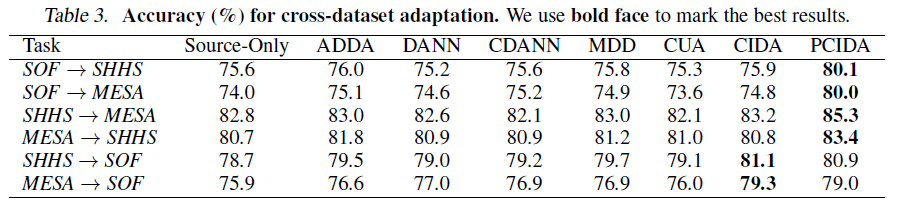 Table 3. Accuracy (%) for cross-dataset adaptation. We use bold face to mark the best results.
Task Source-Only ADDA DANN CDANN MDD CUA CIDA PCIDA
SOF → SHHS 75.6 76.0 75.2 75.6 75.8 75.3 75.9 80.1
SOF → MESA 74.0 75.1 74.6 75.2 74.9 73.6 74.8 80.0
SHHS → MESA 82.8 83.0 82.6 82.1 83.0 82.1 83.2 85.3
MESA → SHHS 80.7 81.8 80.9 80.9 81.2 81.0 80.8 83.4
SHHS → SOF 78.7 79.5 79.0 79.2 79.7 79.1 81.1 80.9
MESA → SOF 75.9 76.6 77.0 76.9 76.9 76.0 79.3 79.0